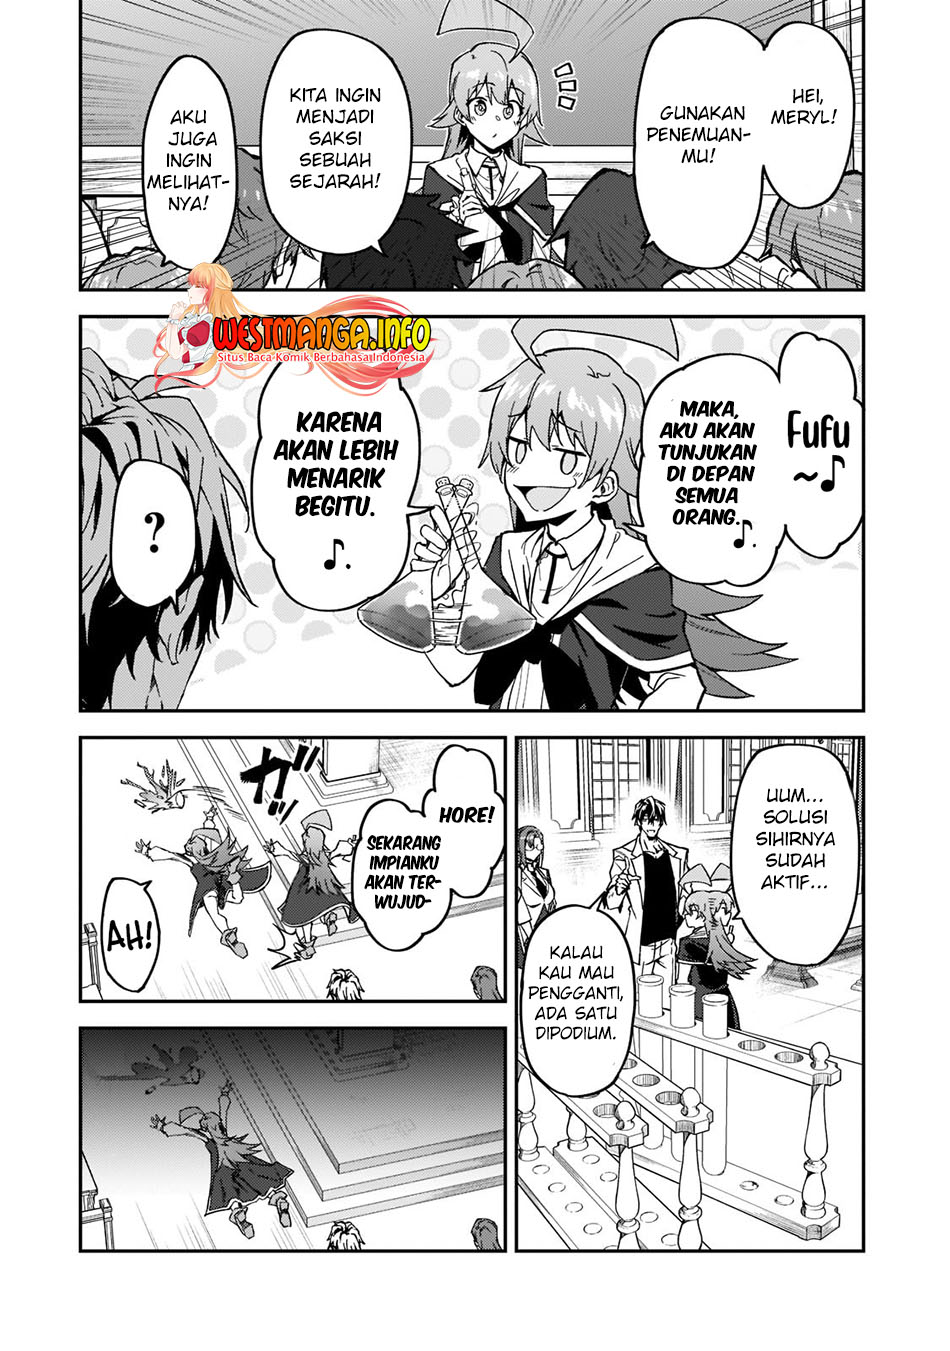 HEI,
MERYL!
GUNAKAN
PENEMUAN-
MU!
KITA INGIN
MENJADI
SAKSI
SEBUAH
SEJARAH!
AKU
JUGA
INGIN
MELIHAT-
NYA!
WESTMANGA.INFO
Situs Baca Komik Berbahasa Indonesia
FuFu
~♪
MAKA,
AKU AKAN
TUNJUKAN
DI DEPAN
SEMUA
ORANG.
♪.
KARENA
AKAN LEBIH
MENARIK
BEGITU.
♪.
?
UUM...
SOLUSI
SIHIRNYA
SUDAH
AKTIF...
KALAU
KAU MAU
PENGGANTI,
ADA SATU
DIPODIUM.
HORE!
SEKARANG
IMPIANKU
AKAN TER-
WUJUD-
ガッ
AH!